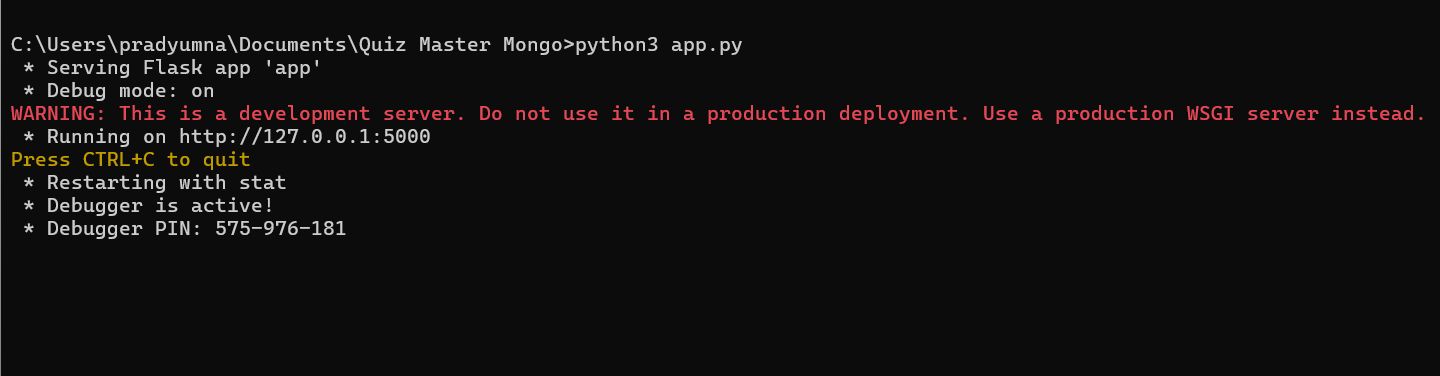 C:\Users\pradyumna\Documents\Quiz Master Mongo>python3 app.py
 * Serving Flask app 'app'
 * Debug mode: on
WARNING: This is a development server. Do not use it in a production deployment. Use a production WSGI server instead.
 * Running on http://127.0.0.1:5000
Press CTRL+C to quit
 * Restarting with stat
 * Debugger is active!
 * Debugger PIN: 575-976-181